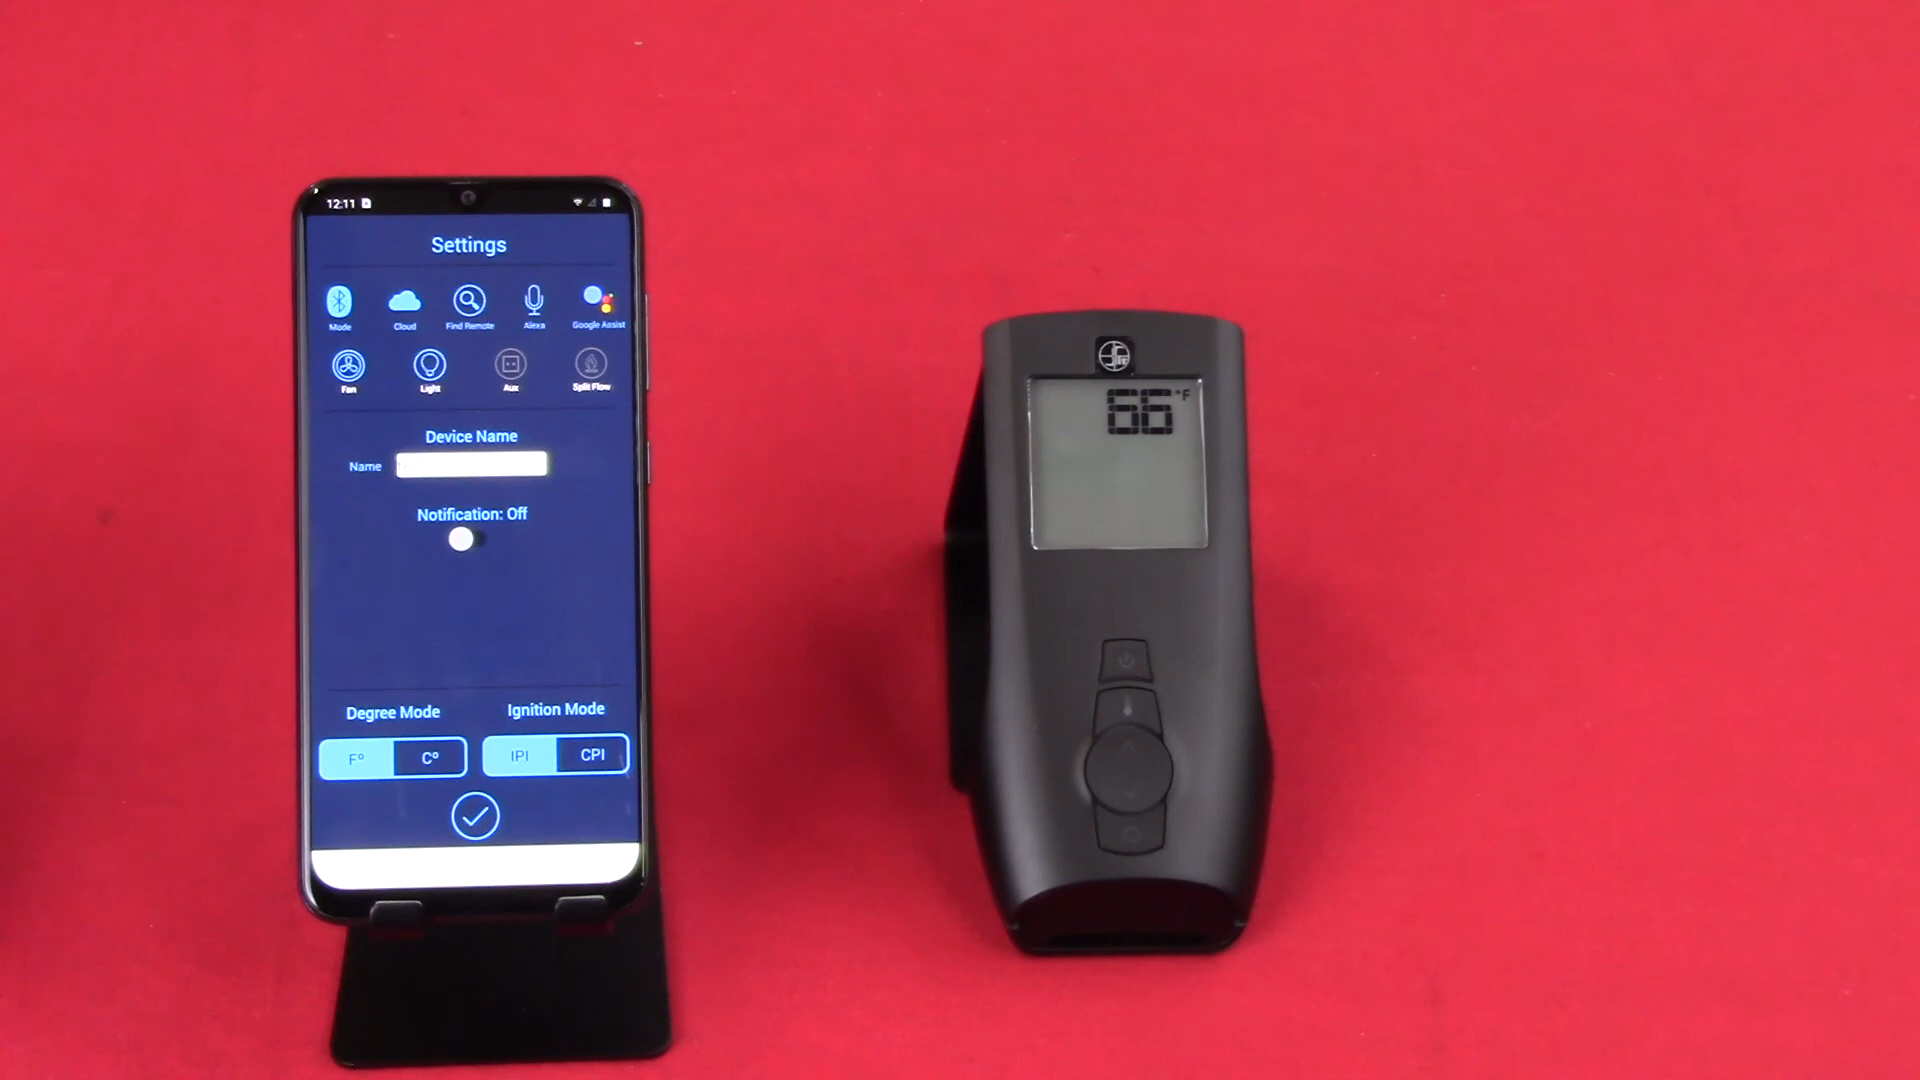 12:11
Settings
Mode
Cloud
Find Remote
Alexa
Google Assist
Fan
Light
Aux
Split Flow
Device Name
Name
Notification: Off
Degree Mode
Ignition Mode
F°
C°
IPI
CPI
66 °F